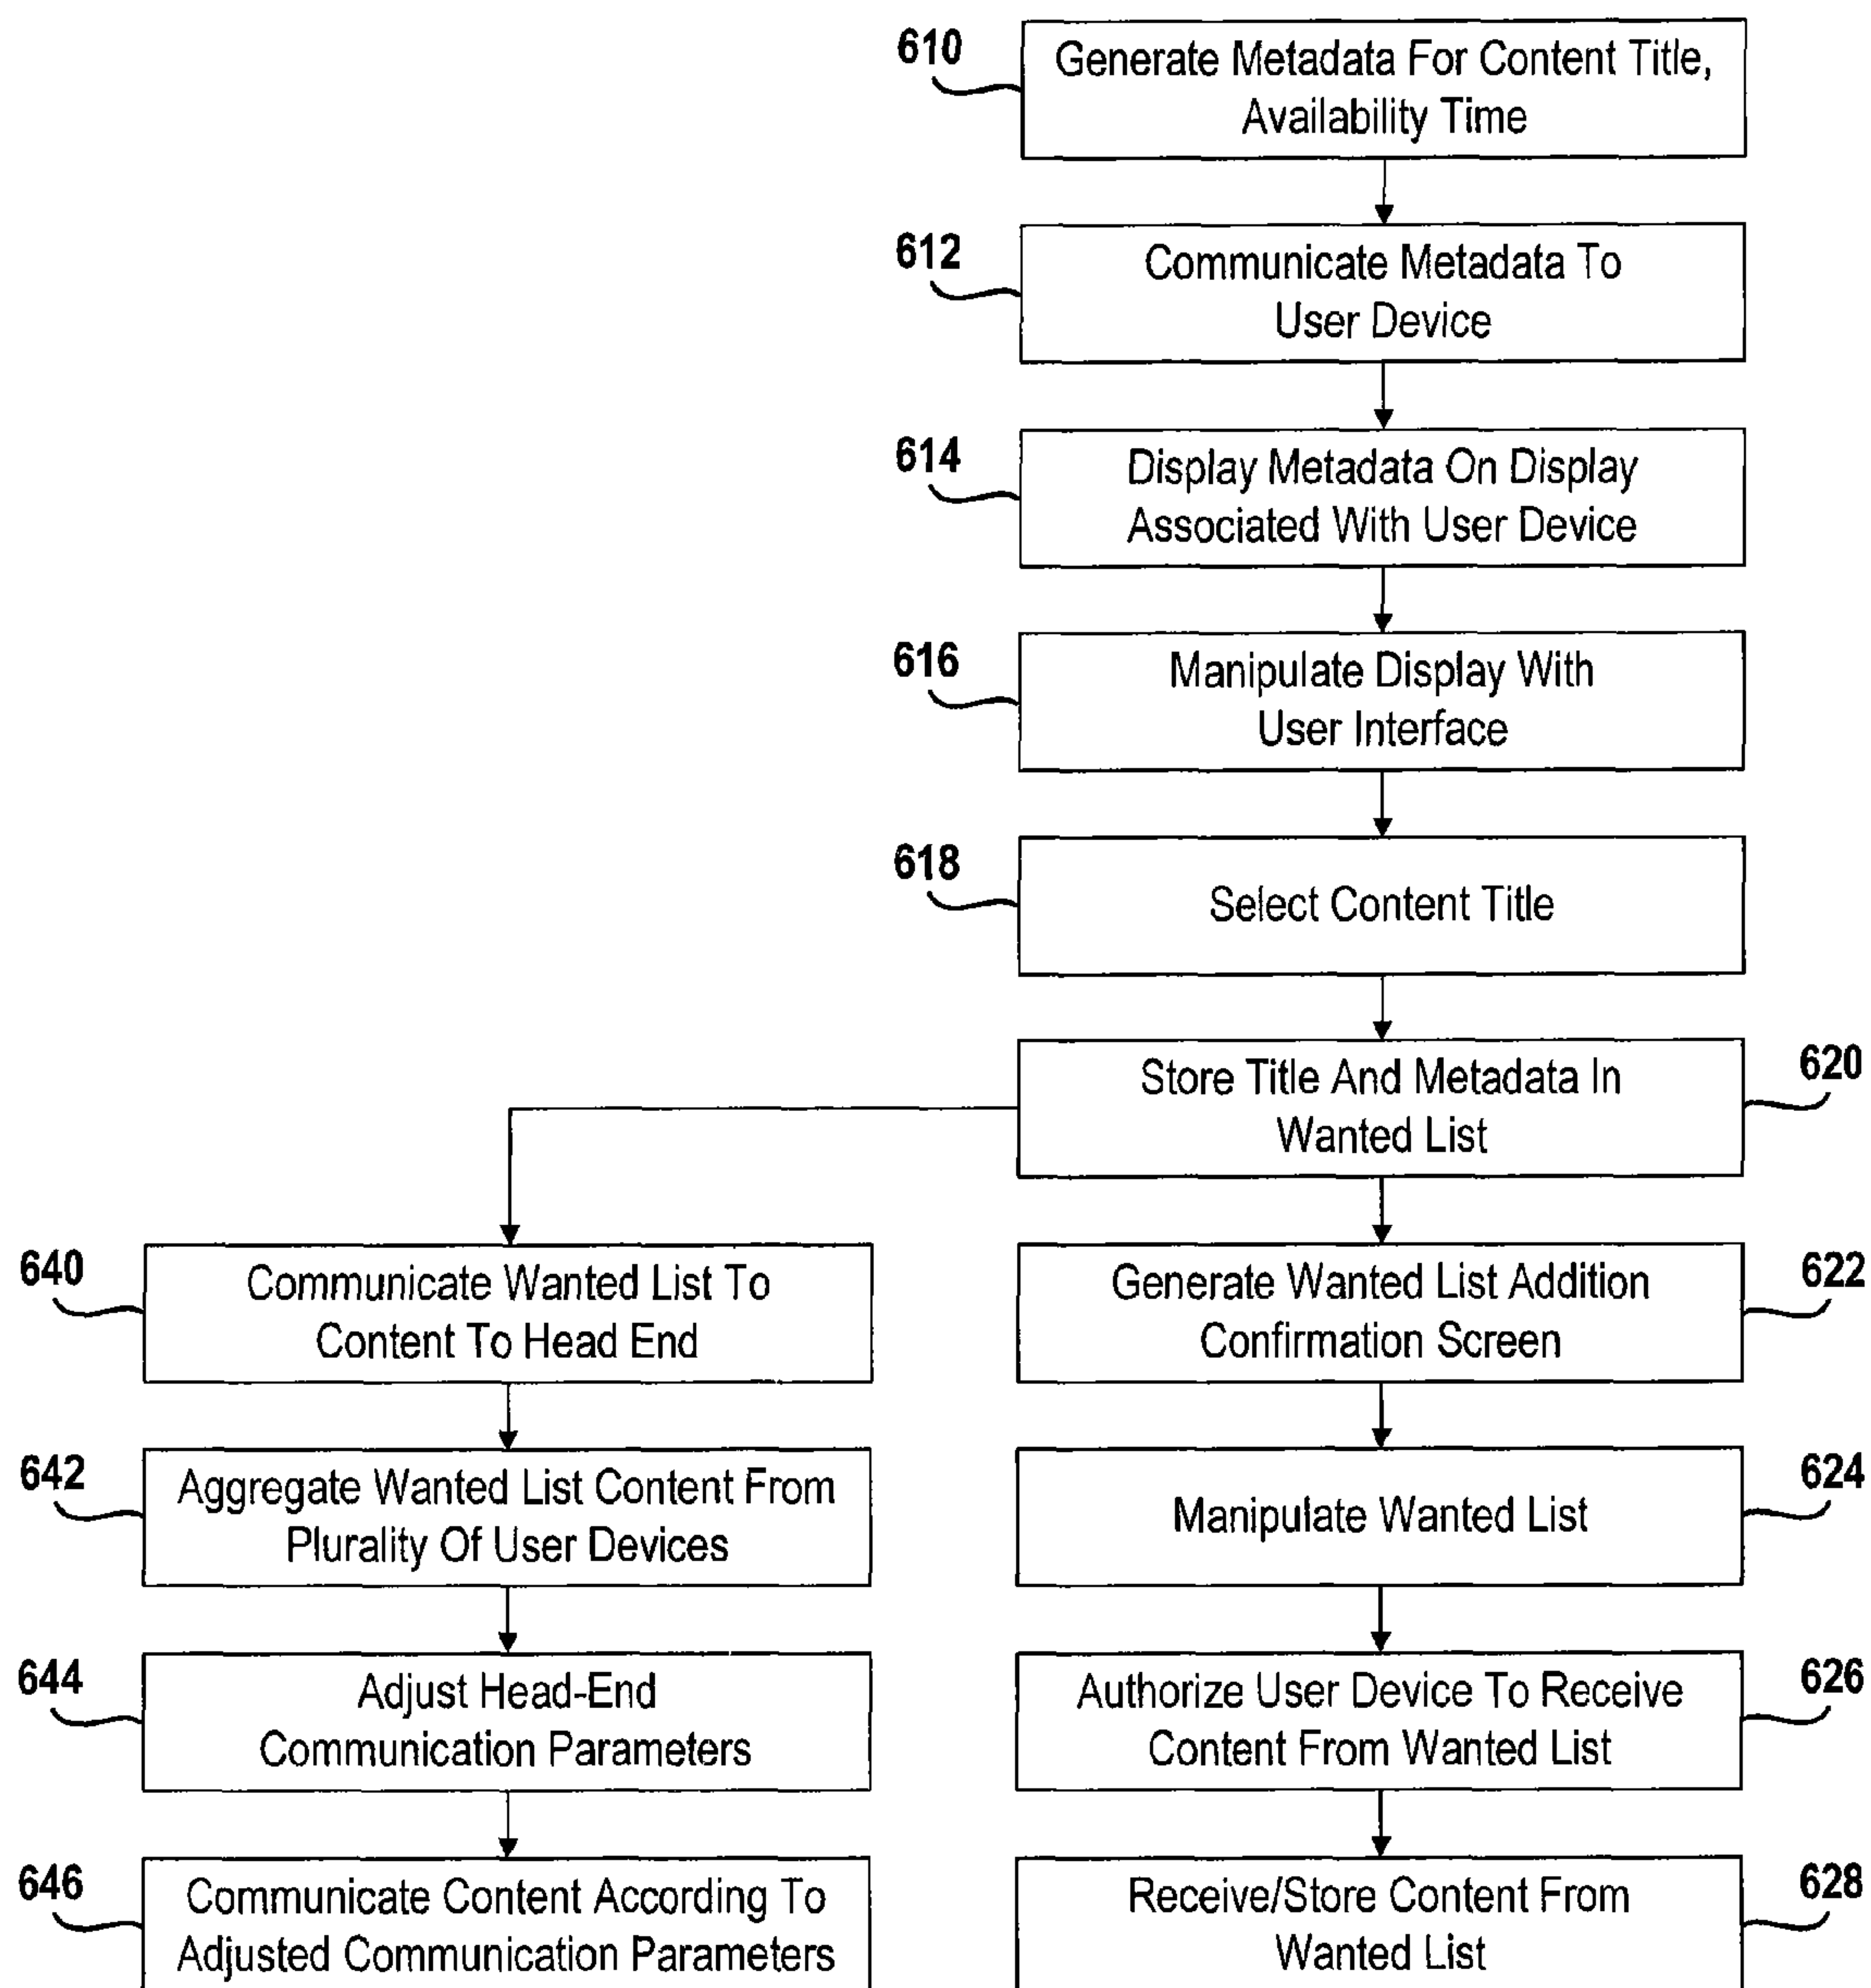 610
Generate Metadata For Content Title,
Availability Time
612
Communicate Metadata To
User Device
614
Display Metadata On Display
Associated With User Device
616
Manipulate Display With
User Interface
618
Select Content Title
620
Store Title And Metadata In
Wanted List
640
Communicate Wanted List To
Content To Head End
622
Generate Wanted List Addition
Confirmation Screen
642
Aggregate Wanted List Content From
Plurality Of User Devices
624
Manipulate Wanted List
644
Adjust Head-End
Communication Parameters
626
Authorize User Device To Receive
Content From Wanted List
646
Communicate Content According To
Adjusted Communication Parameters
628
Receive/Store Content From
Wanted List